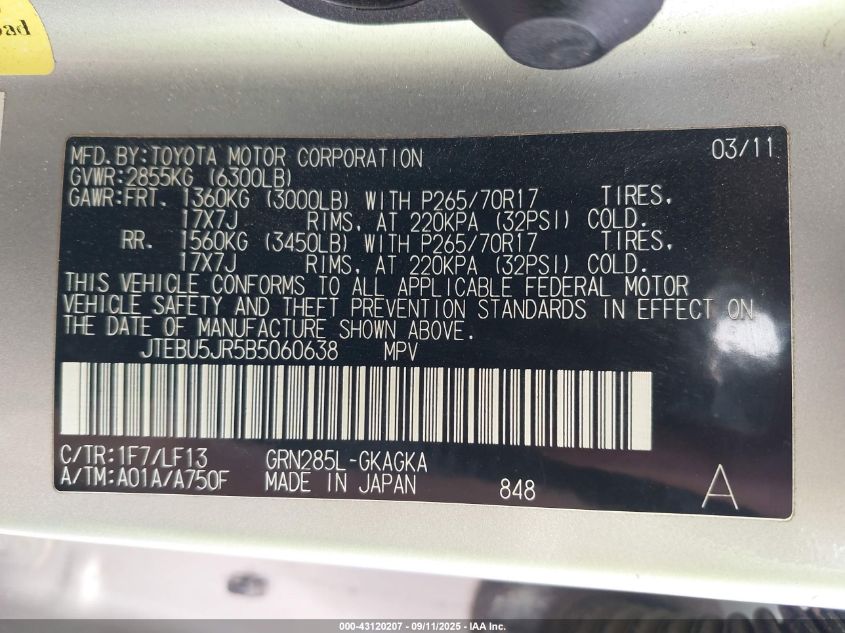 oad
MFD. BY: TOYOTA MOTOR CORPORATION 03/11
GVWR: 2855KG (6300LB)
GAWR: FRT. 1360KG (3000LB) WITH P265/70R17 TIRES,
17X7J RIMS, AT 220KPA (32PSI) COLD.
RR. 1560KG (3450LB) WITH P265/70R17 TIRES,
17X7J RIMS, AT 220KPA (32PSI) COLD.
THIS VEHICLE CONFORMS TO ALL APPLICABLE FEDERAL MOTOR
VEHICLE SAFETY AND THEFT PREVENTION STANDARDS IN EFFECT ON
THE DATE OF MANUFACTURE SHOWN ABOVE.
JTEBU5JR5B5060638 MPV
C/TR: 1F7/LF13 GRN285L-GKAGKA
A/TM: A01A/A750F MADE IN JAPAN 848 A
000-43120207 - 09/11/2025 - IAA Inc.